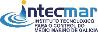 intecmar
INSTITUTO TECNOLÓXICO
PARA O CONTROL DO
MEDIO MARIÑO DE GALICIA